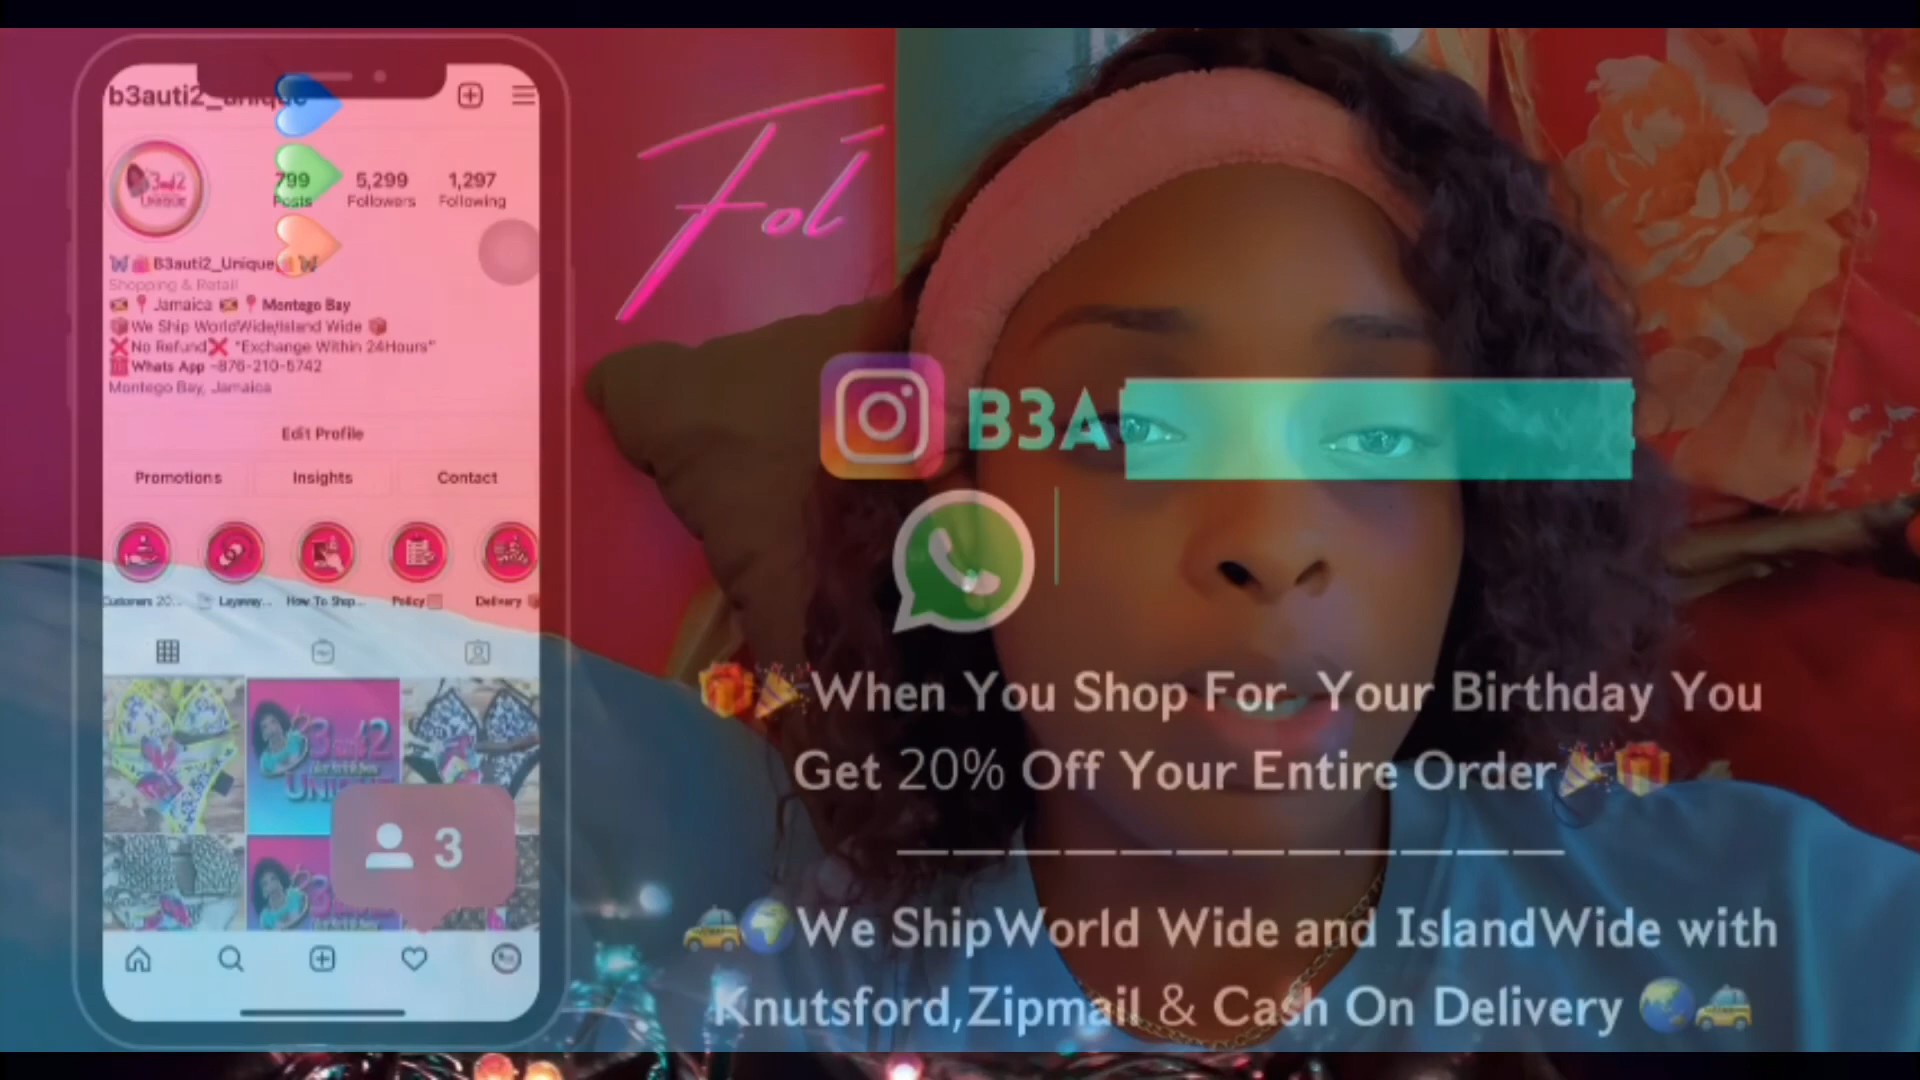 b3auti2_unique
799
5,299
1,297
Posts
Followers
Following
B3auti2_Unique
Shopping & Retail
Jamaica Montego Bay
We Ship WorldWide/Island Wide
No Refund "Exchange Within 24Hours"
Whats App -876-210-5742
Montego Bay, Jamaica
Edit Profile
Promotions
Insights
Contact
Customers 20...
Layaway...
How To Shop...
Policy
Delivery
3
Fol
B3A
🎁🎉When You Shop For Your Birthday You
Get 20% Off Your Entire Order🎉🎁
——————————————
🚕🌍We ShipWorld Wide and IslandWide with
Knutsford,Zipmail & Cash On Delivery 🌏🚕